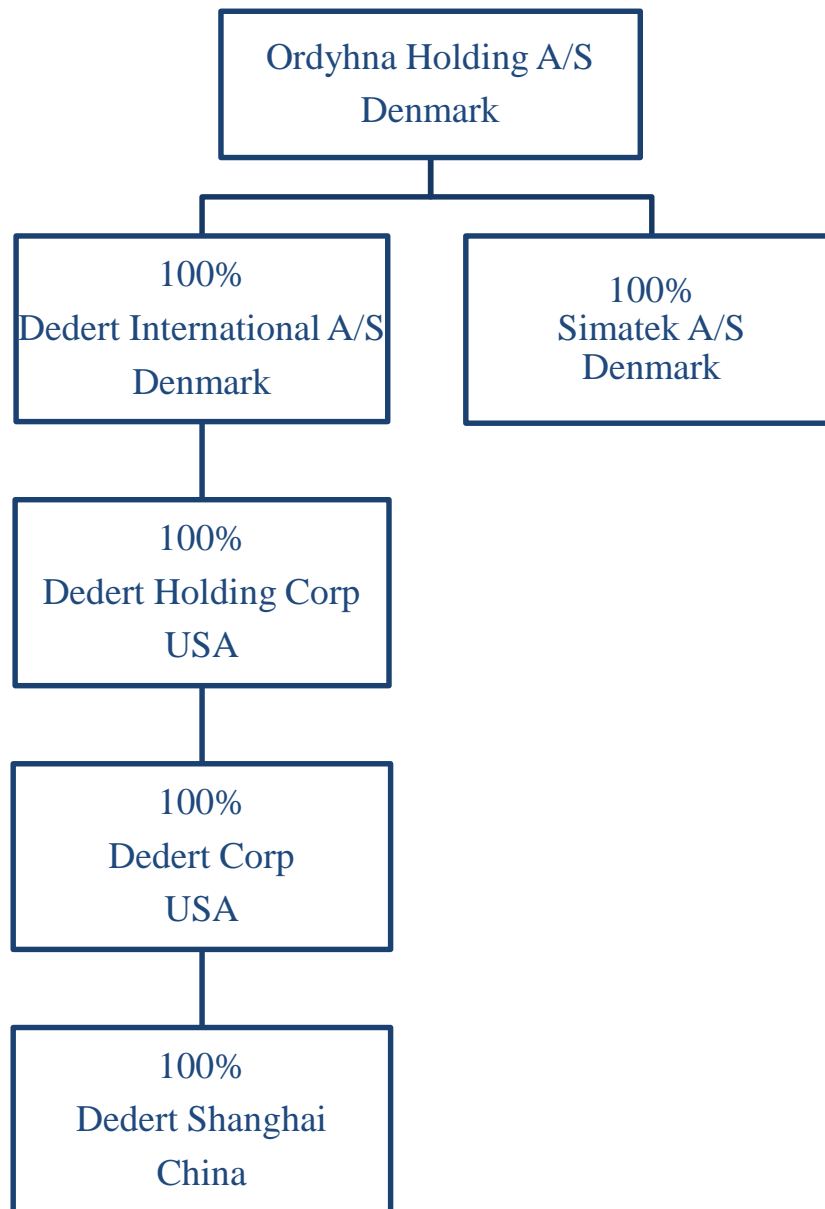 Ordyhna Holding A/S
Denmark
100%
Dedert International A/S
Denmark
100%
Simatek A/S
Denmark
100%
Dedert Holding Corp
USA
100%
Dedert Corp
USA
100%
Dedert Shanghai
China